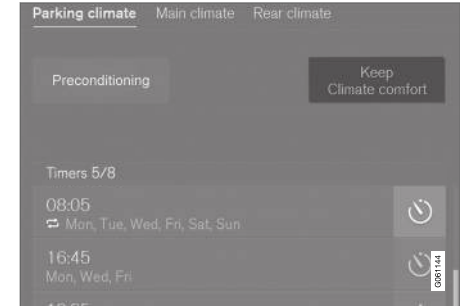 Parking climate Main climate Rear climate
Preconditioning
Keep
Climate comfort
Timers 5/8
08:05
Mon, Tue, Wed, Fri, Sat, Sun
16:45
Mon, Wed, Fri
G061144